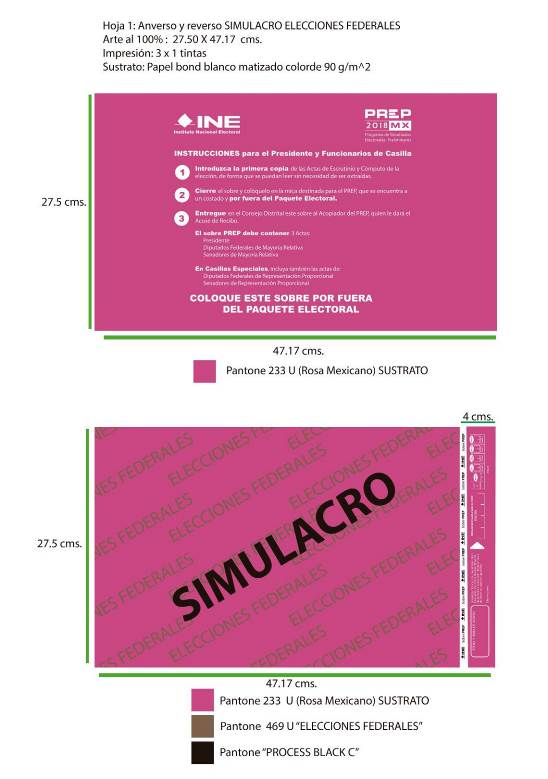 Hoja 1: Anverso y reverso SIMULACRO ELECCIONES FEDERALES
Arte al 100% : 27.50 X 47.17 cms.
Impresión: 3 x 1 tintas
Sustrato: Papel bond blanco matizado colorde 90 g/m^2
INE
Instituto Nacional Electoral
PREP
2018 MX
Programa de Resultados
Electorales Preliminares
INSTRUCCIONES para el Presidente y Funcionarios de Casilla
1 Introduzca la primera copia de las Actas de Escrutinio y Cómputo de la
elección, de forma que se puedan leer sin necesidad de ser extraídas.
2 Cierre el sobre y colóquelo en la mica destinada para el PREP, que se encuentra a
un costado y por fuera del Paquete Electoral.
3 Entregue en el Consejo Distrital este sobre al Acopiador del PREP, quien le dará el
Acuse de Recibo.
El sobre PREP debe contener 3 Actas:
Presidente
Diputados Federales de Mayoría Relativa
Senadores de Mayoría Relativa
En Casillas Especiales, incluya también las actas de:
Diputados Federales de Representación Proporcional
Senadores de Representación Proporcional
COLOQUE ESTE SOBRE POR FUERA
DEL PAQUETE ELECTORAL
27.5 cms.
47.17 cms.
Pantone 233 U (Rosa Mexicano) SUSTRATO
4 cms.
ELECCIONES FEDERALES
SIMULACRO
27.5 cms.
47.17 cms.
Pantone 233 U (Rosa Mexicano) SUSTRATO
Pantone 469 U "ELECCIONES FEDERALES"
Pantone "PROCESS BLACK C"